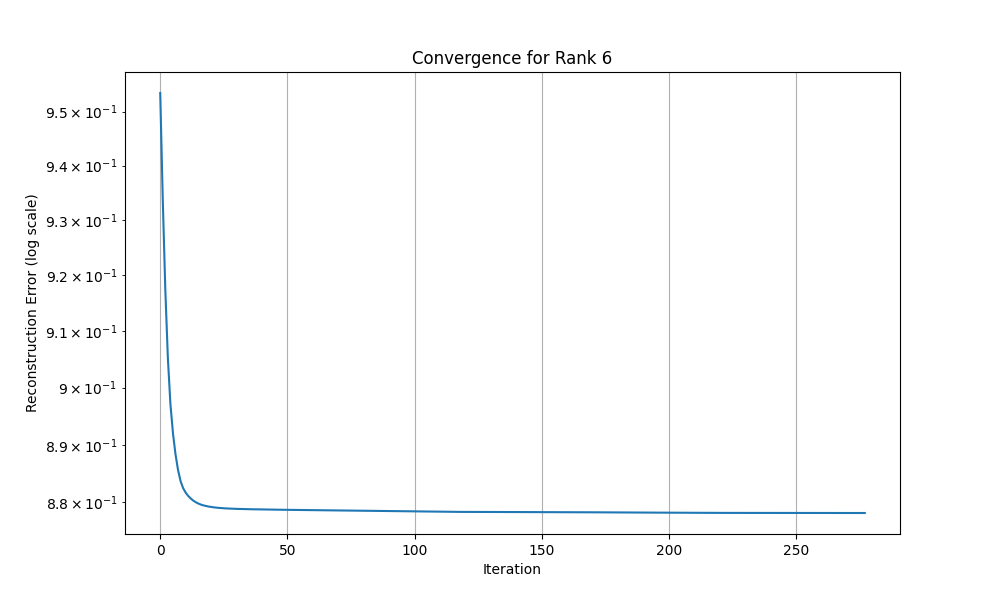 Convergence for Rank 6
Reconstruction Error (log scale)
9.5 × 10⁻¹
9.4 × 10⁻¹
9.3 × 10⁻¹
9.2 × 10⁻¹
9.1 × 10⁻¹
9 × 10⁻¹
8.9 × 10⁻¹
8.8 × 10⁻¹
0 50 100 150 200 250
Iteration